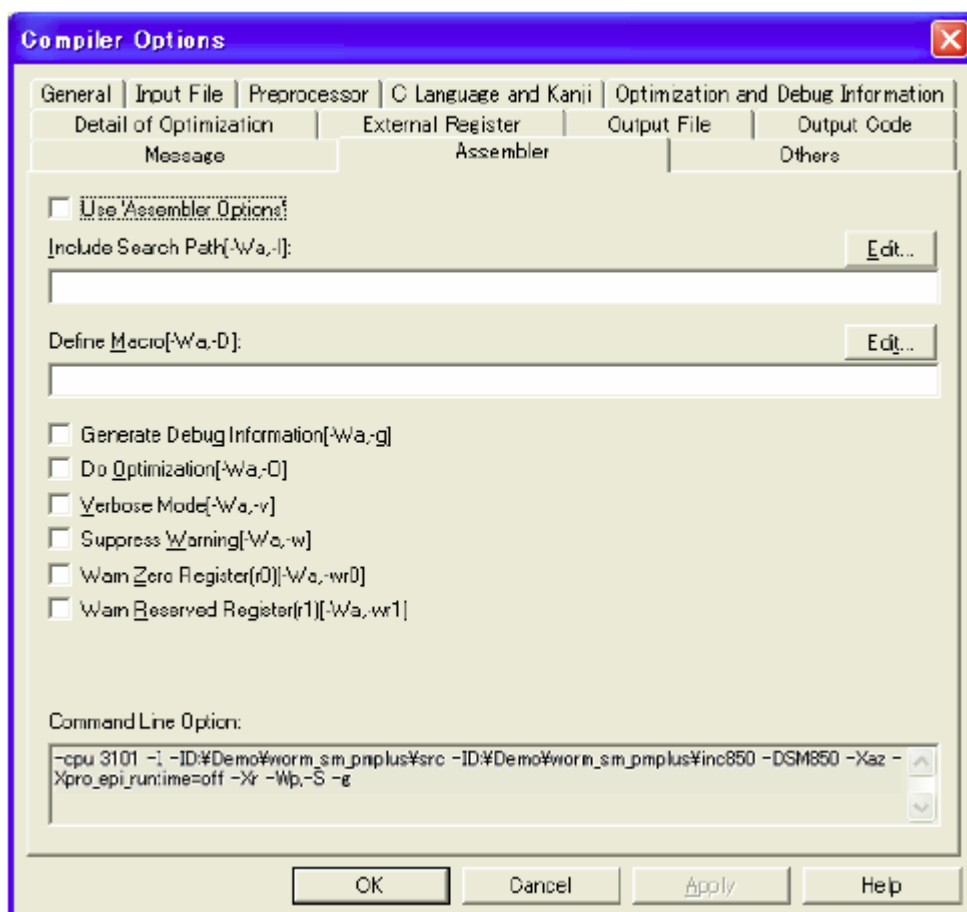 Compiler Options
General Input File Preprocessor C Language and Kanji Optimization and Debug Information
Detail of Optimization External Register Output File Output Code
Message Assembler Others
Use 'Assembler Options'
Include Search Path[-Wa,-I]: Edit...
Define Macro[-Wa,-D]: Edit...
Generate Debug Information[-Wa,-g]
Do Optimization[-Wa,-O]
Verbose Mode[-Wa,-v]
Suppress Warning[-Wa,-w]
Warn Zero Register(r0)[-Wa,-wr0]
Warn Reserved Register(r1)[-Wa,-wr1]
Command Line Option:
-cpu 3101 -I -ID:¥Demo¥worm_sm_pmplus¥src -ID:¥Demo¥worm_sm_pmplus¥inc850 -DSM850 -Xaz -
Xpro_epi_runtime=off -Xr -Wp,-S -g
OK Cancel Apply Help